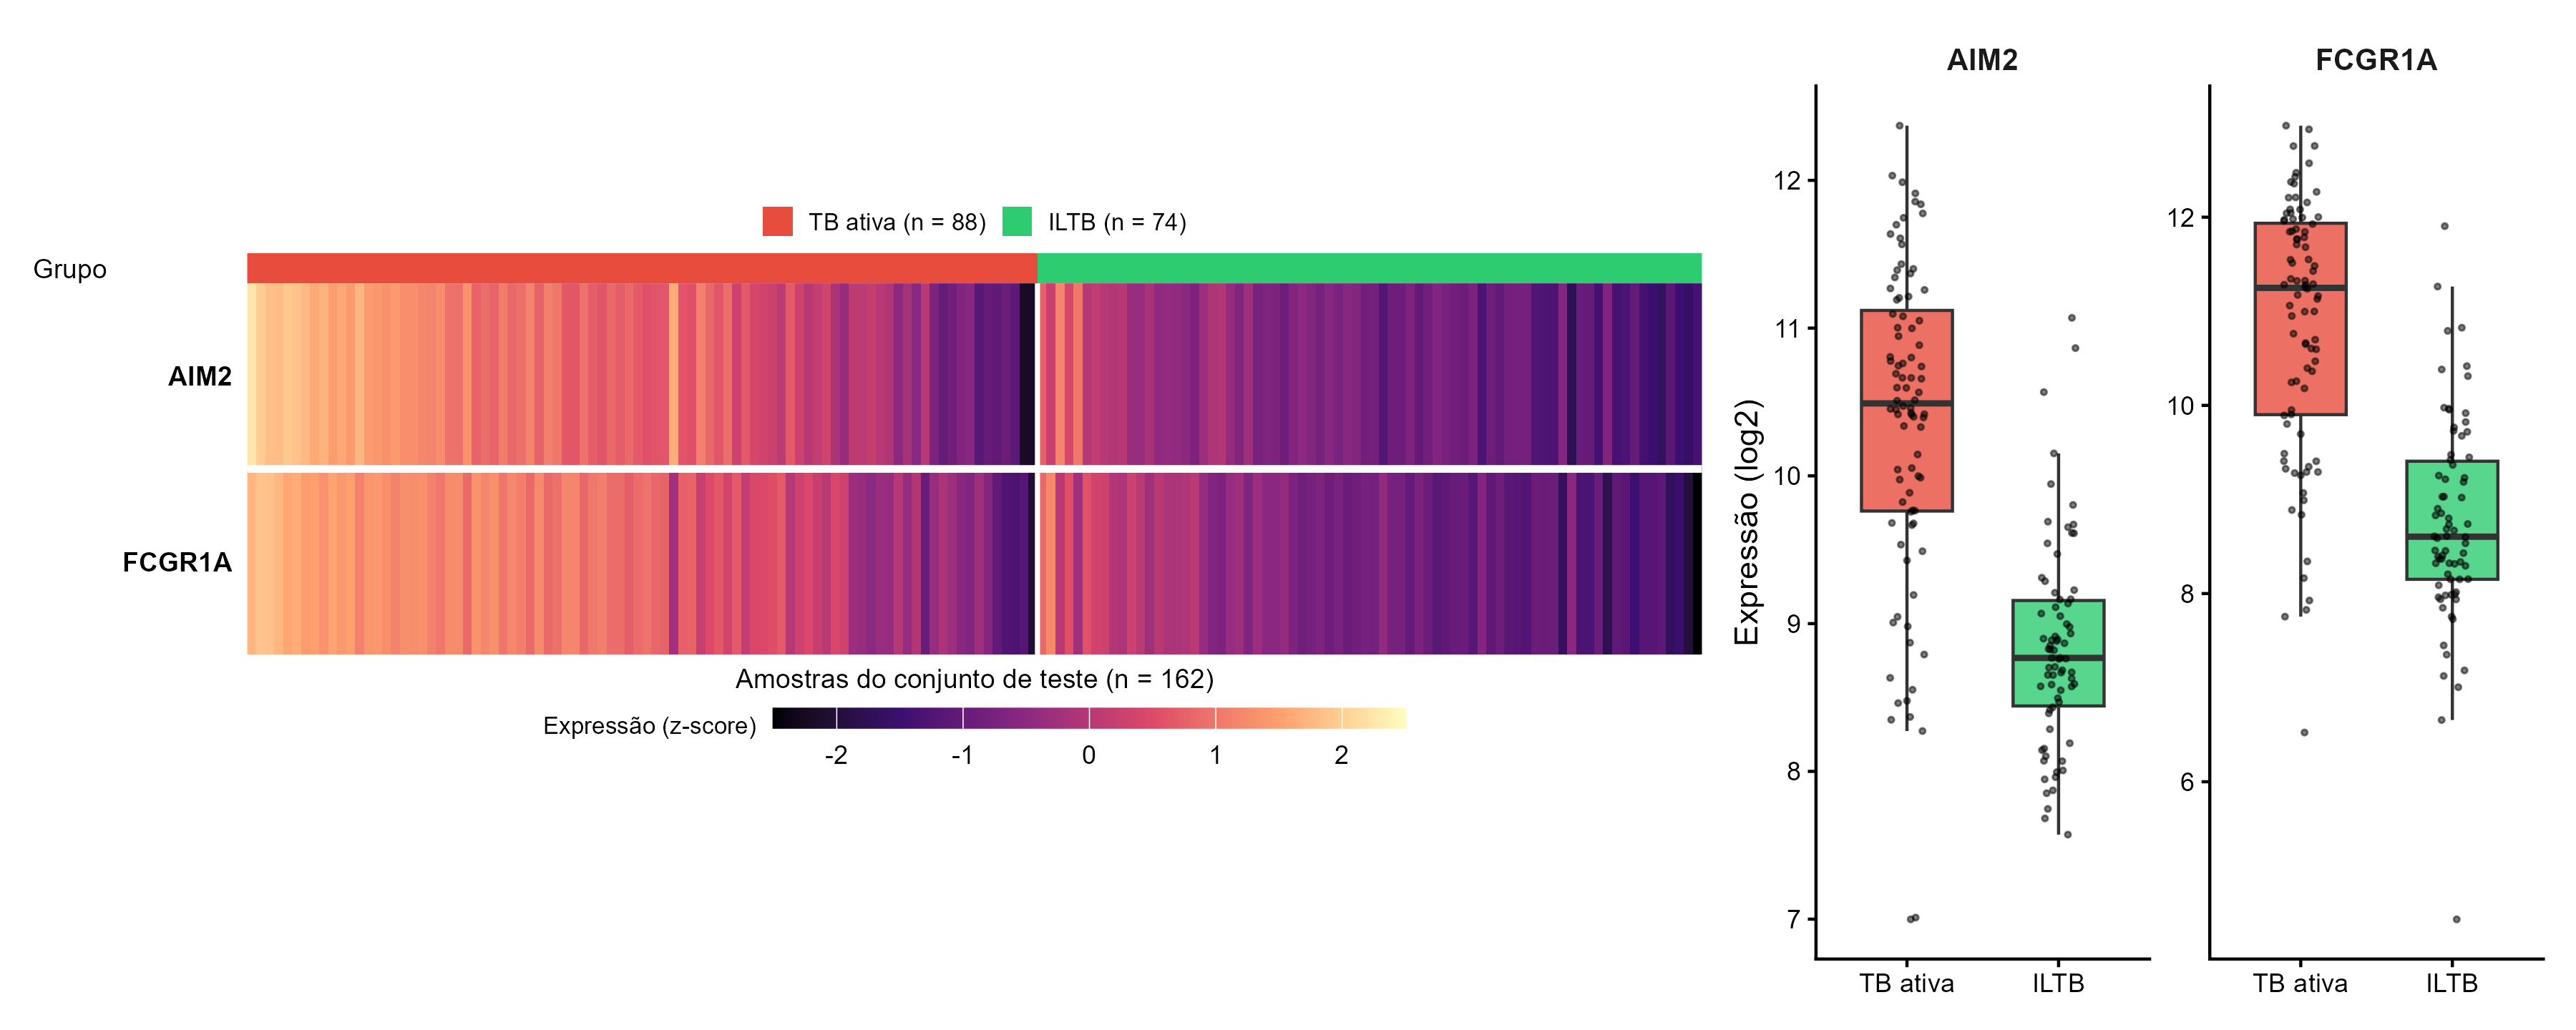 TB ativa (n = 88) ILTB (n = 74)
Grupo
AIM2
FCGR1A
Amostras do conjunto de teste (n = 162)
Expressão (z-score)
-2 -1 0 1 2
AIM2
Expressão (log2)
12
11
10
9
8
7
TB ativa ILTB
FCGR1A
12
10
8
6
TB ativa ILTB